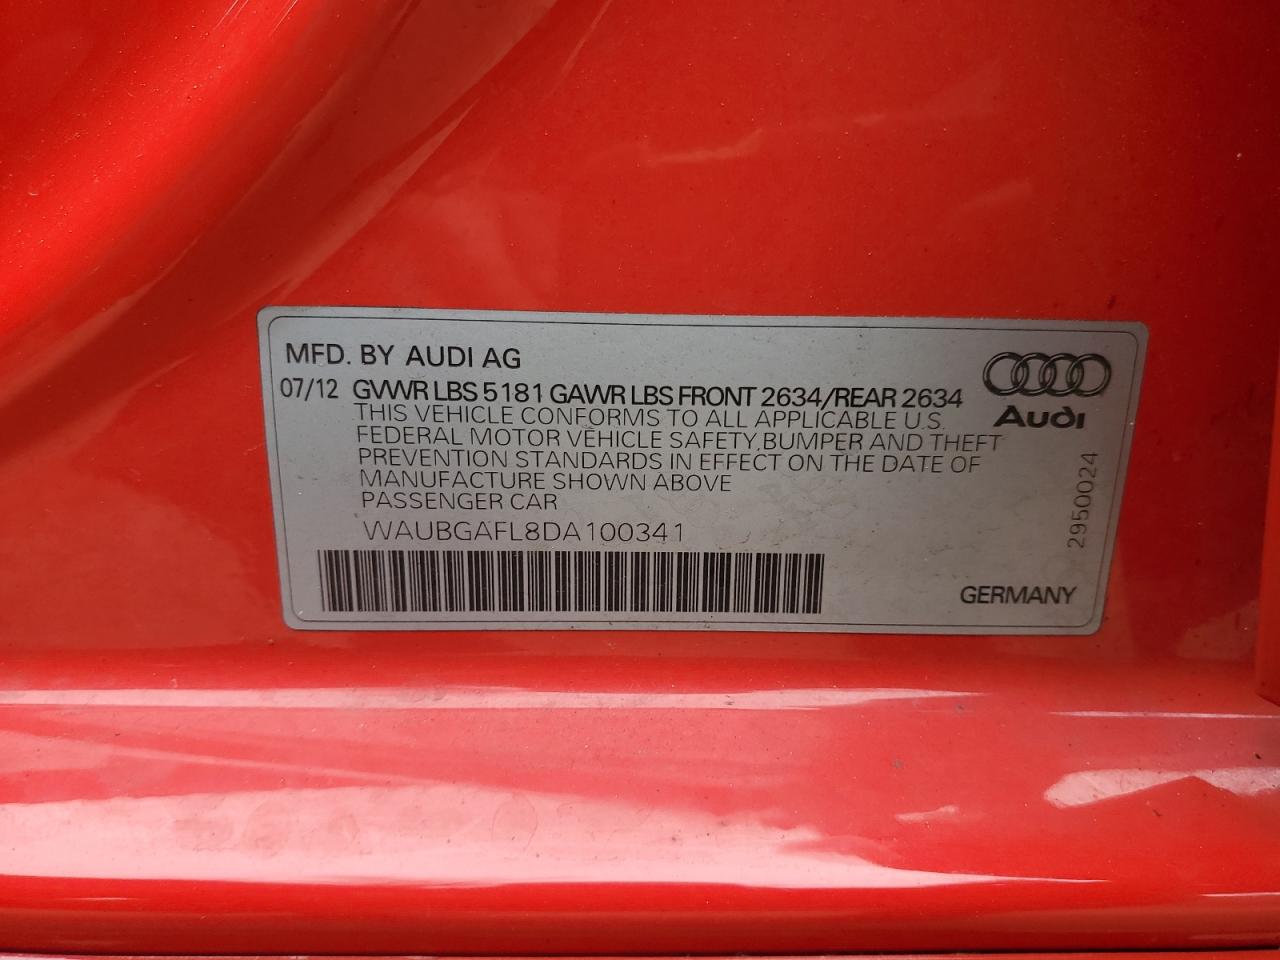 MFD. BY AUDI AG
07/12 GVWR LBS 5181 GAWR LBS FRONT 2634/REAR 2634
THIS VEHICLE CONFORMS TO ALL APPLICABLE U.S.
FEDERAL MOTOR VEHICLE SAFETY, BUMPER AND THEFT
PREVENTION STANDARDS IN EFFECT ON THE DATE OF
MANUFACTURE SHOWN ABOVE
PASSENGER CAR
WAUBGAFL8DA100341
Audi
2950024
GERMANY